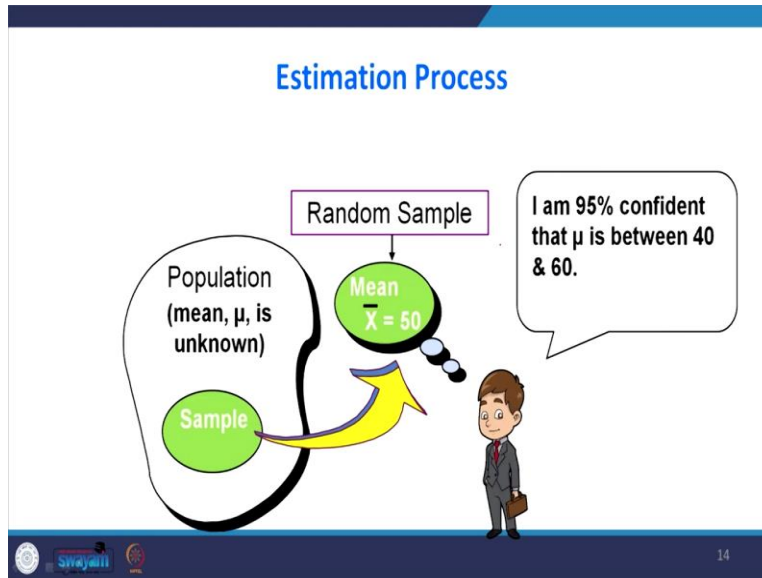 Estimation Process
Random Sample
I am 95% confident
that μ is between 40
& 60.
Population
(mean, μ, is
unknown)
Mean
X̄ = 50
Sample
swayam
14